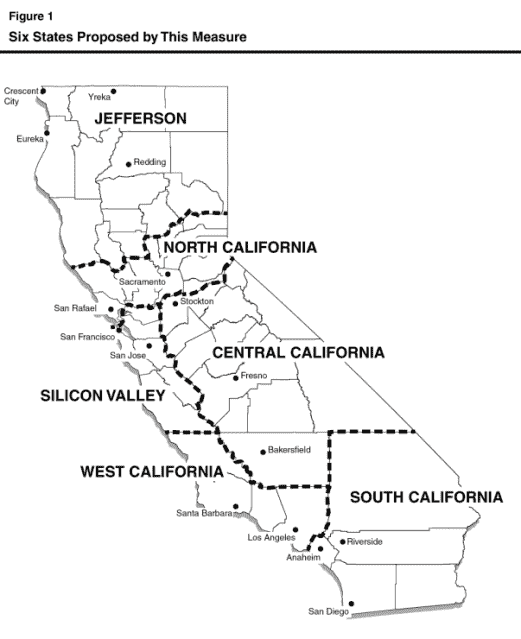 Figure 1
Six States Proposed by This Measure
Crescent
City
Yreka
JEFFERSON
Eureka
Redding
NORTH CALIFORNIA
Sacramento
Stockton
San Rafael
San Francisco
San Jose
CENTRAL CALIFORNIA
Fresno
SILICON VALLEY
Bakersfield
WEST CALIFORNIA
SOUTH CALIFORNIA
Santa Barbara
Los Angeles
Riverside
Anaheim
San Diego